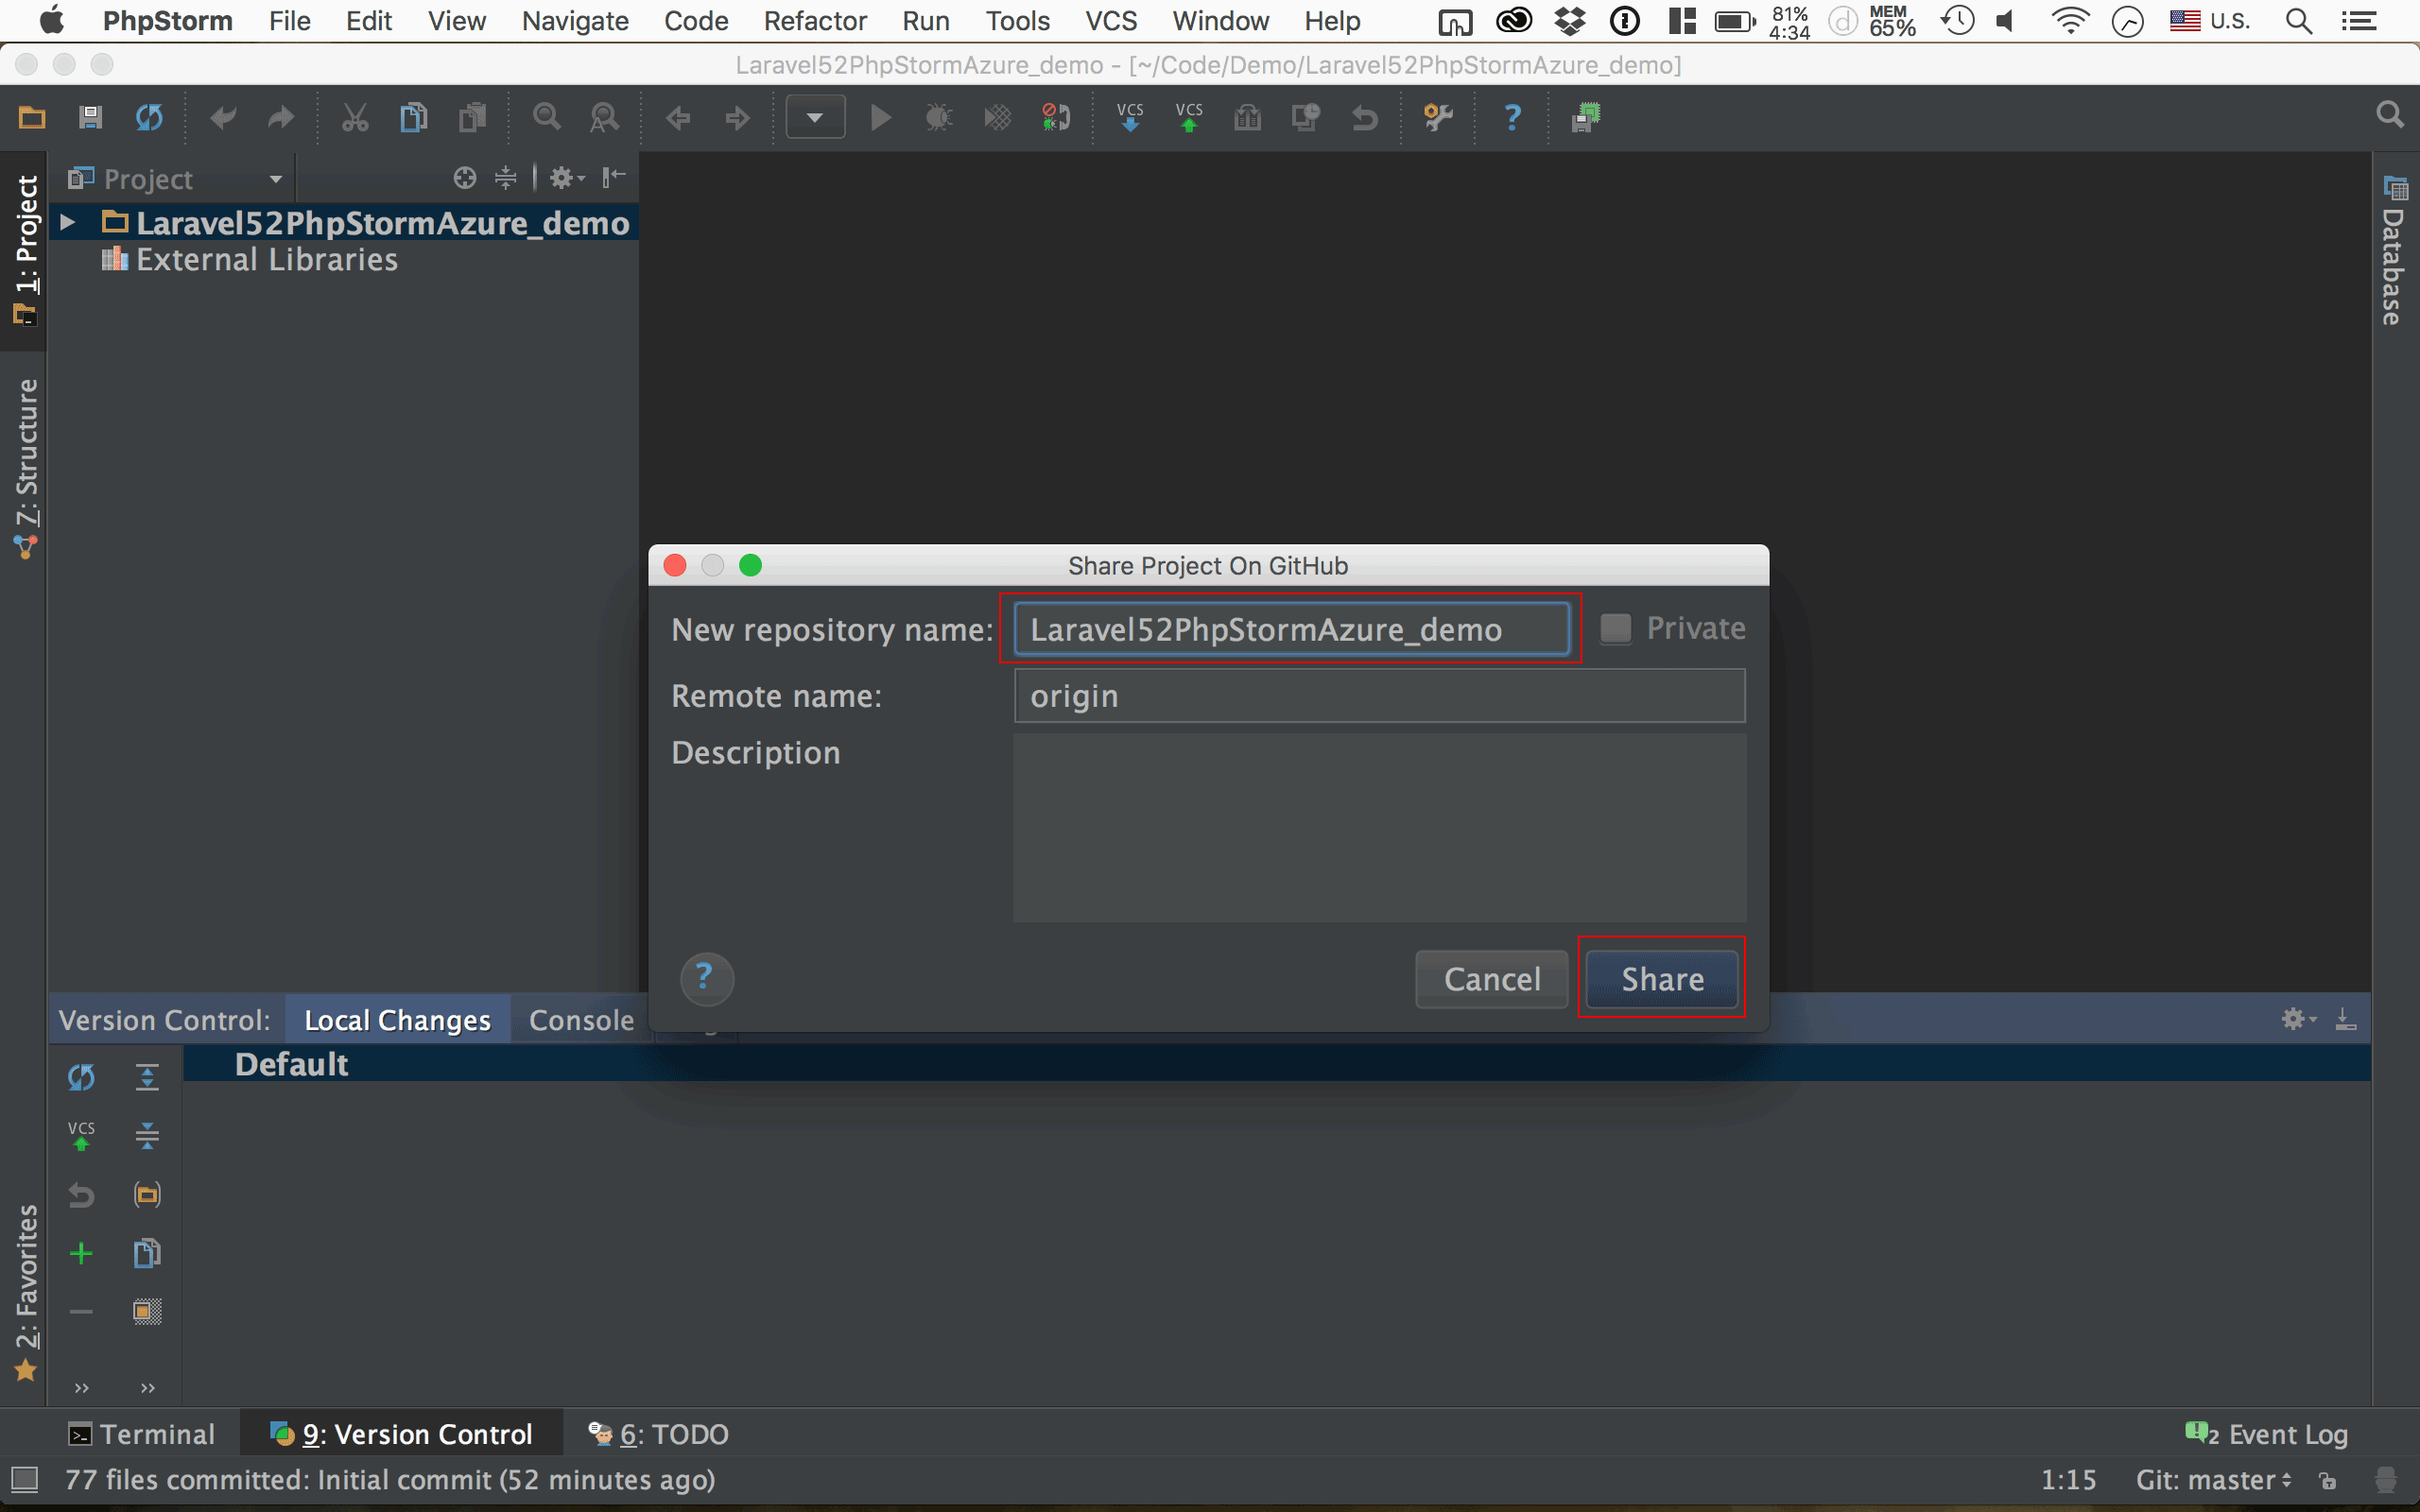 PhpStorm File Edit View Navigate Code Refactor Run Tools VCS Window Help 81% 4:34 MEM 65% U.S.
Laravel52PhpStormAzure_demo - [~/Code/Demo/Laravel52PhpStormAzure_demo]
VCS VCS
Project
Laravel52PhpStormAzure_demo
External Libraries
1: Project
7: Structure
2: Favorites
Database
Share Project On GitHub
New repository name: Laravel52PhpStormAzure_demo Private
Remote name: origin
Description
? Cancel Share
Version Control: Local Changes Console
Default
VCS
Terminal 9: Version Control 6: TODO 2 Event Log
77 files committed: Initial commit (52 minutes ago) 1:15 Git: master